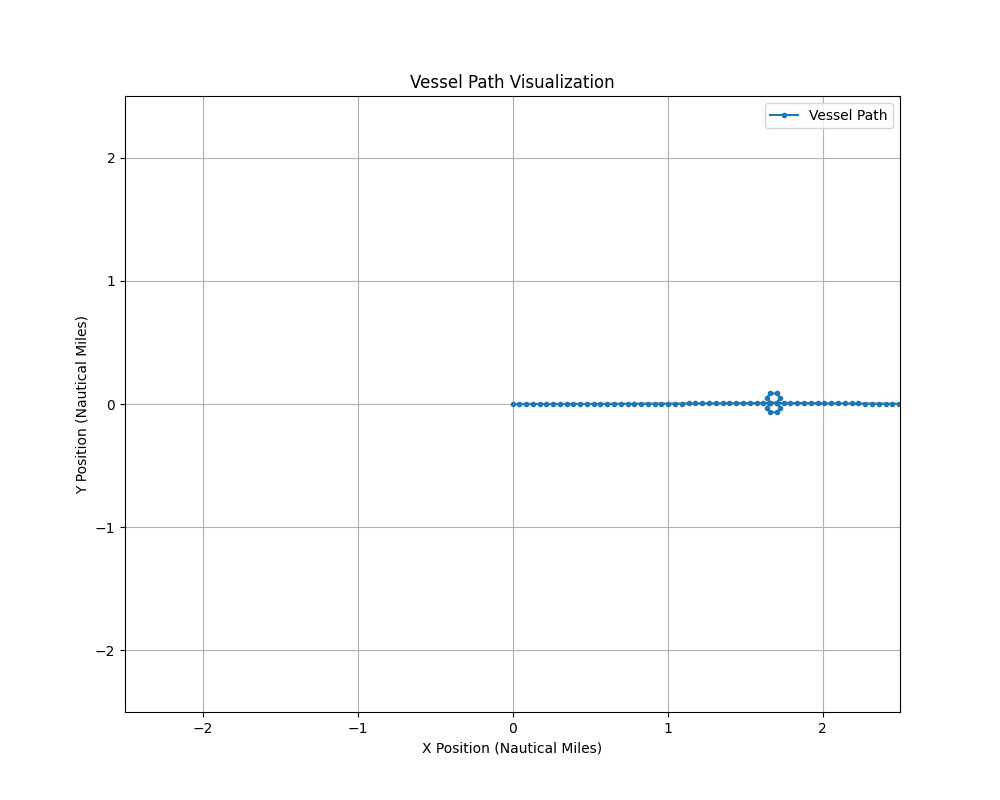 Vessel Path Visualization
Vessel Path
2
1
0
−1
−2
Y Position (Nautical Miles)
−2
−1
0
1
2
X Position (Nautical Miles)